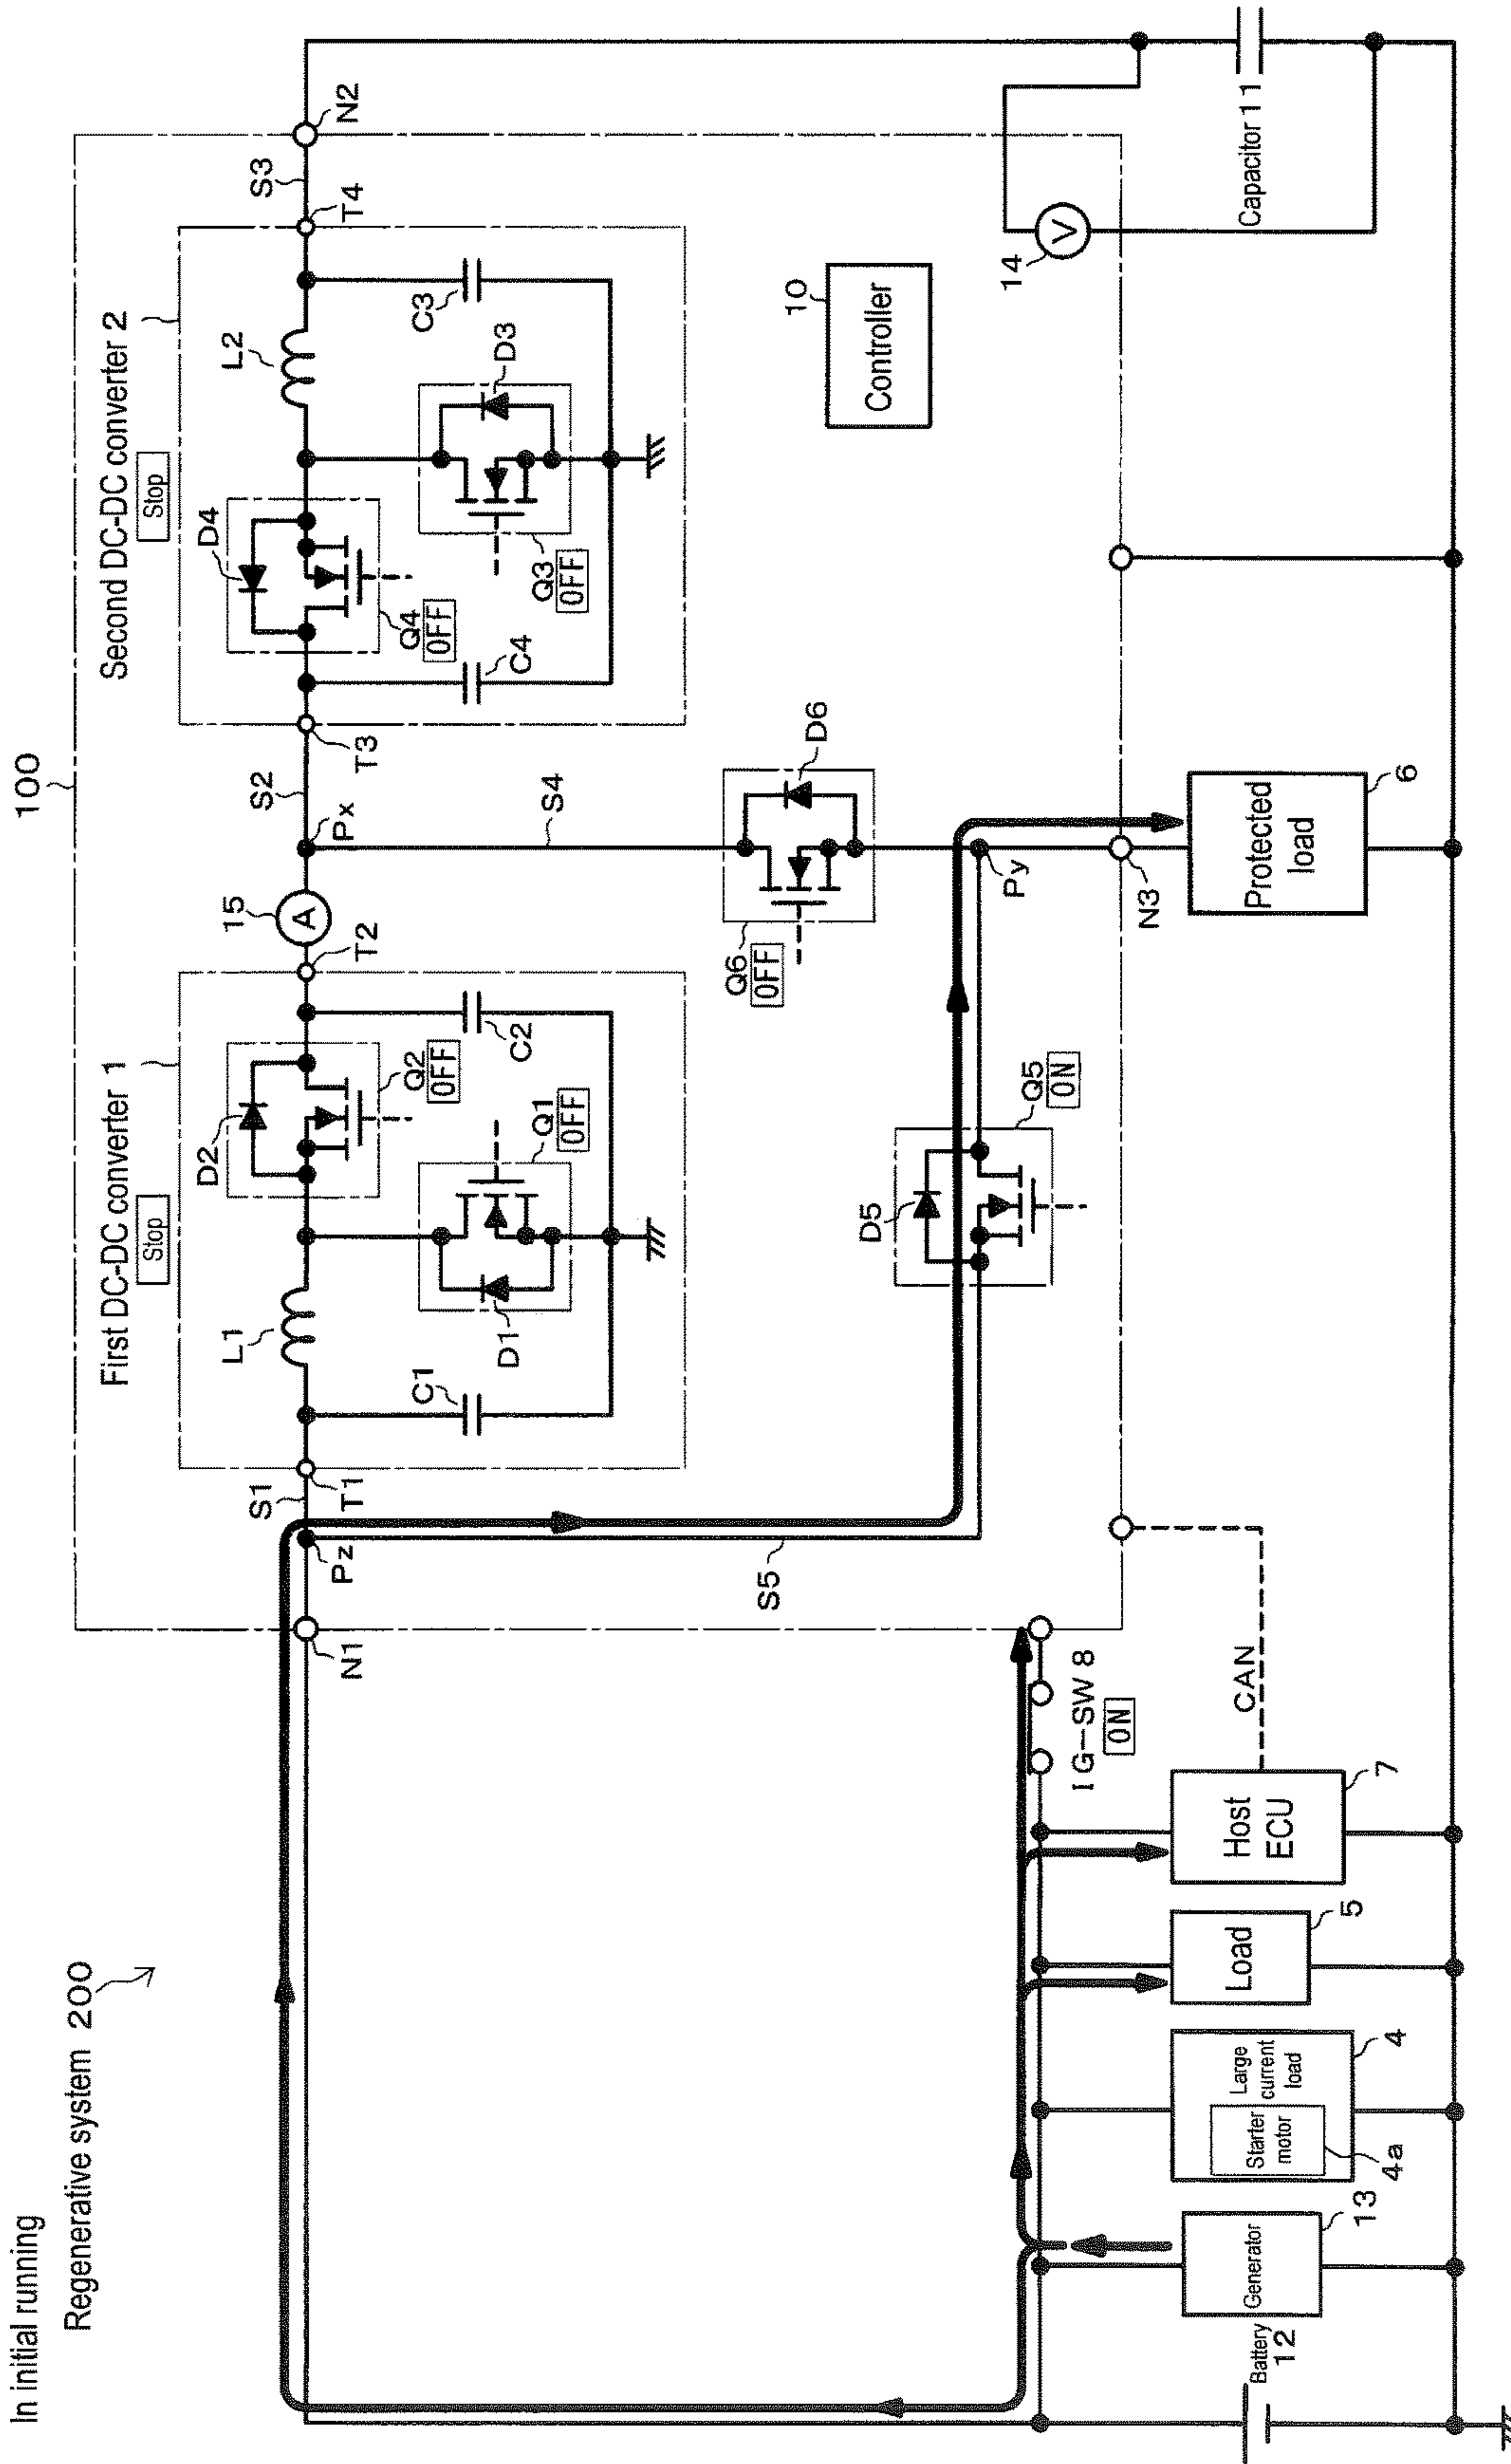 In initial running
Regenerative system 200
100
First DC-DC converter 1
Stop
Second DC-DC converter 2
Stop
N1
Pz
S1
T1
L1
C1
D1
Q1
OFF
D2
Q2
OFF
C2
T2
15
A
Px
S2
T3
C4
D4
Q4
OFF
Q3
OFF
D3
L2
C3
T4
S3
N2
S4
Q6
OFF
D6
S5
D5
Q5
ON
Py
N3
10
Controller
14
V
Capacitor 11
IG-SW 8
ON
CAN
Battery
12
Generator
13
Large
current
load
4
Starter
motor
4a
Load
5
Host
ECU
7
Protected
load
6